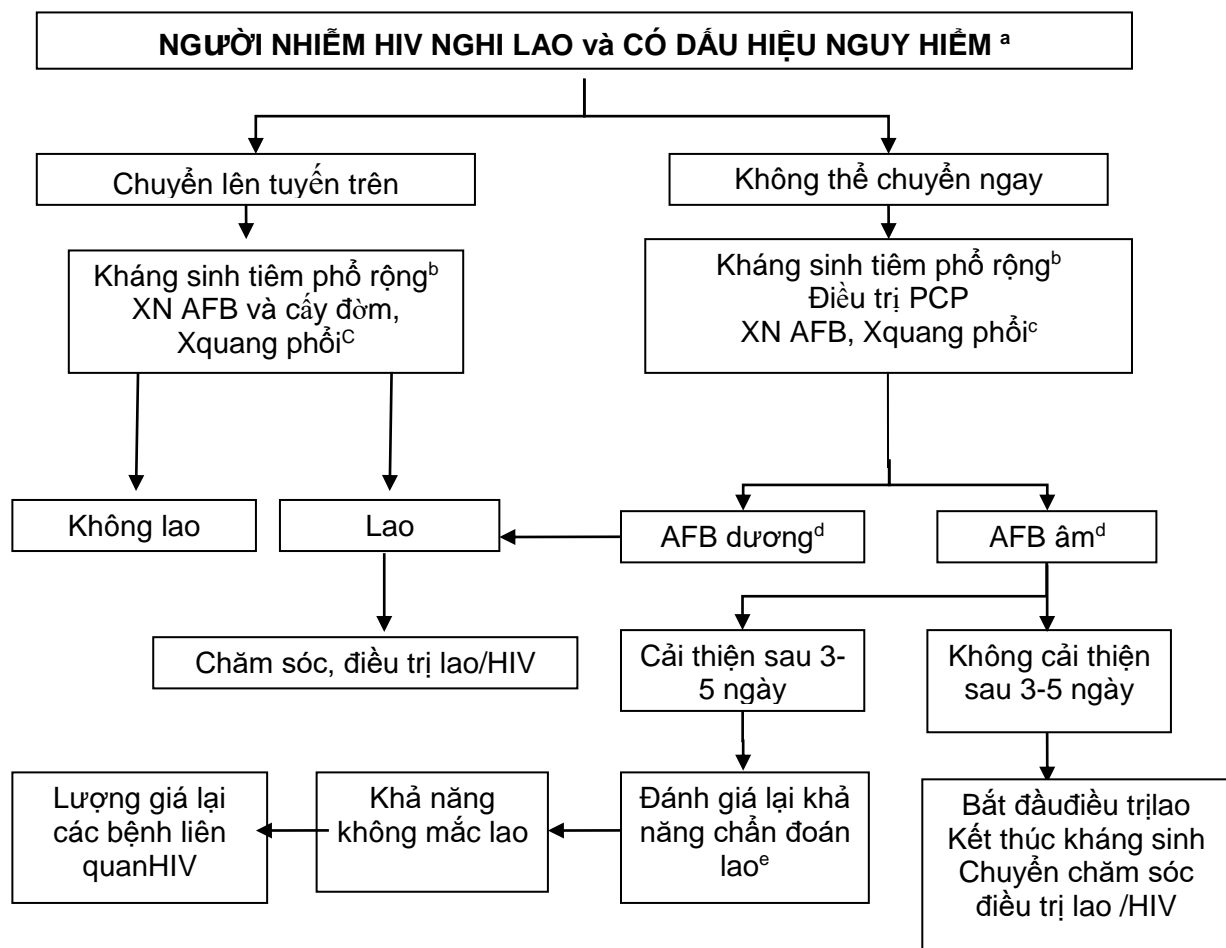 NGƯỜI NHIỄM HIV NGHI LAO và CÓ DẤU HIỆU NGUY HIỂM ᵃ
Chuyển lên tuyến trên
Không thể chuyển ngay
Kháng sinh tiêm phổ rộngᵇ
XN AFB và cấy đờm,
Xquang phổiC
Kháng sinh tiêm phổ rộngᵇ
Điều trị PCP
XN AFB, Xquang phổiᶜ
Không lao
Lao
AFB dươngᵈ
AFB âmᵈ
Chăm sóc, điều trị lao/HIV
Cải thiện sau 3-
5 ngày
Không cải thiện
sau 3-5 ngày
Lượng giá lại
các bệnh liên
quanHIV
Khả năng
không mắc lao
Đánh giá lại khả
năng chẩn đoán
laoᵉ
Bắt đầuđiều trịlao
Kết thúc kháng sinh
Chuyển chăm sóc
điều trị lao /HIV